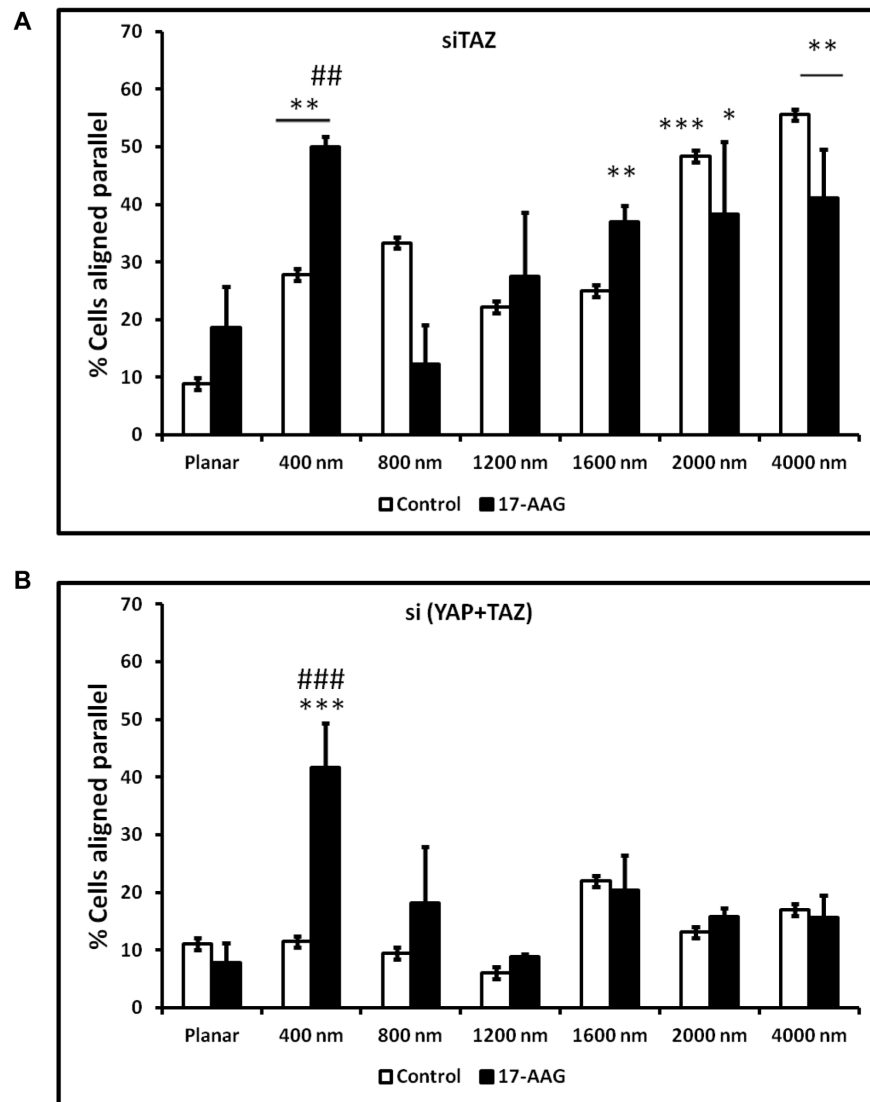 A
siTAZ
% Cells aligned parallel
70
60
50
40
30
20
10
0
##
**
**
***
*
**
Planar 400 nm 800 nm 1200 nm 1600 nm 2000 nm 4000 nm
Control 17-AAG
B
si (YAP+TAZ)
% Cells aligned parallel
70
60
50
40
30
20
10
0
###
***
Planar 400 nm 800 nm 1200 nm 1600 nm 2000 nm 4000 nm
Control 17-AAG